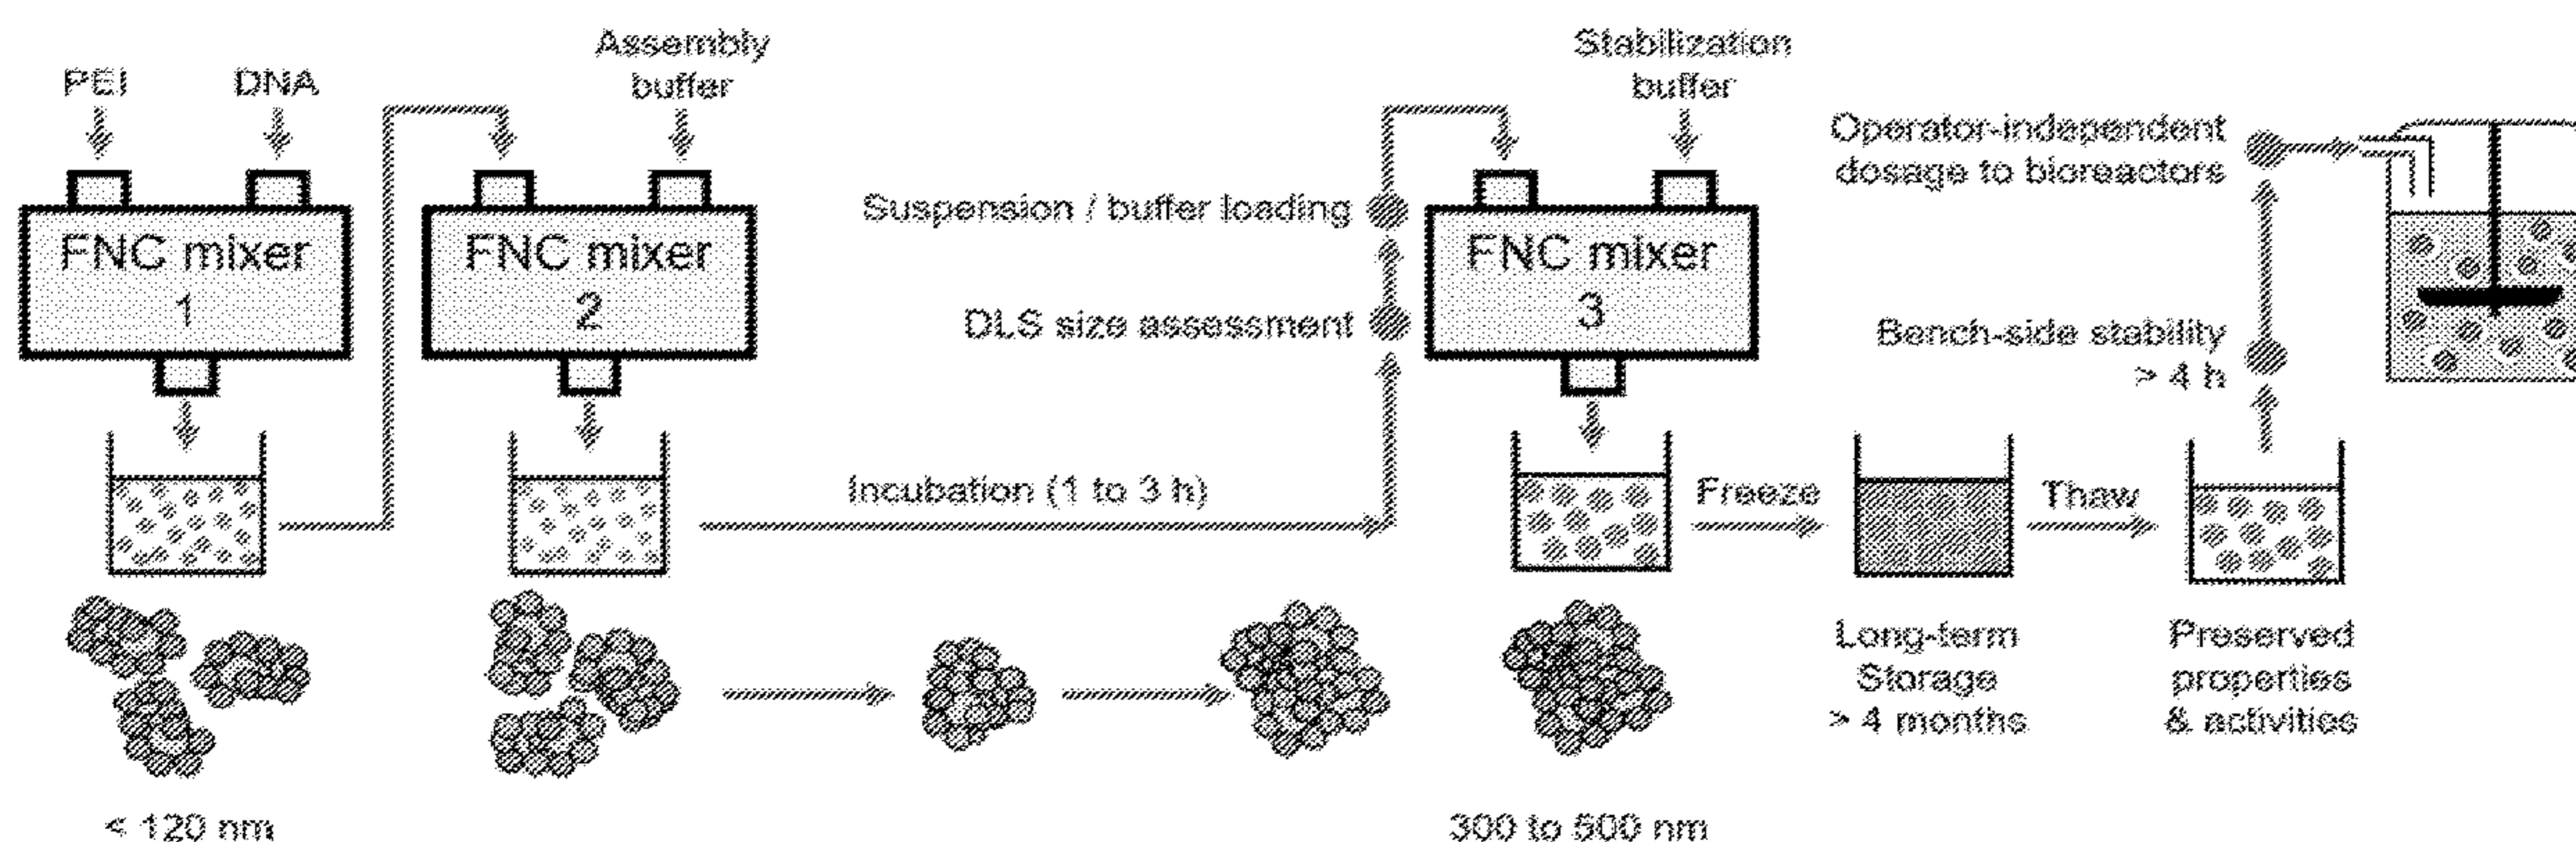 PEI
DNA
Assembly
buffer
FNC mixer
1
FNC mixer
2
Suspension / buffer loading
DLS size assessment
Incubation (1 to 3 h)
Stabilization
buffer
FNC mixer
3
Operator-independent
dosage to bioreactors
Bench-side stability
> 4 h
Freeze
Thaw
Long-term
Storage
> 4 months
Preserved
properties
& activities
< 120 nm
300 to 500 nm